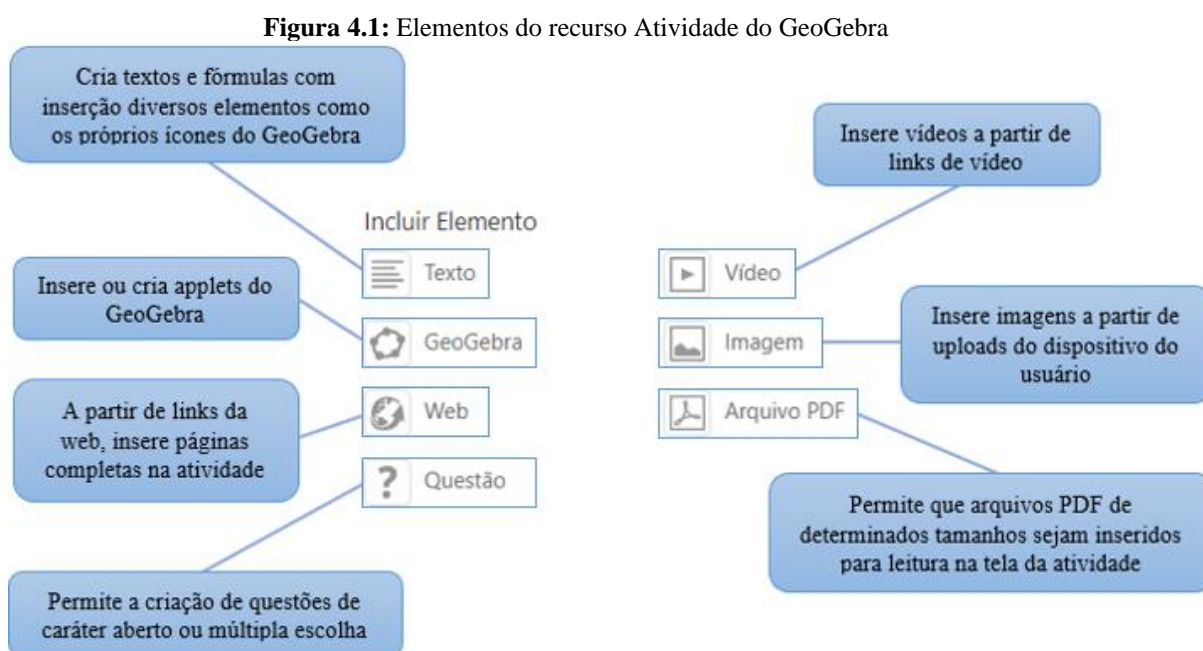 Figura 4.1: Elementos do recurso Atividade do GeoGebra
Cria textos e fórmulas com
inserção diversos elementos como
os próprios ícones do GeoGebra
Insere vídeos a partir de
links de vídeo
Incluir Elemento
Texto
Vídeo
Insere ou cria applets do
GeoGebra
GeoGebra
Imagem
Insere imagens a partir de
uploads do dispositivo do
usuário
A partir de links da
web, insere páginas
completas na atividade
Web
Arquivo PDF
? Questão
Permite que arquivos PDF de
determinados tamanhos sejam inseridos
para leitura na tela da atividade
Permite a criação de questões de
caráter aberto ou múltipla escolha